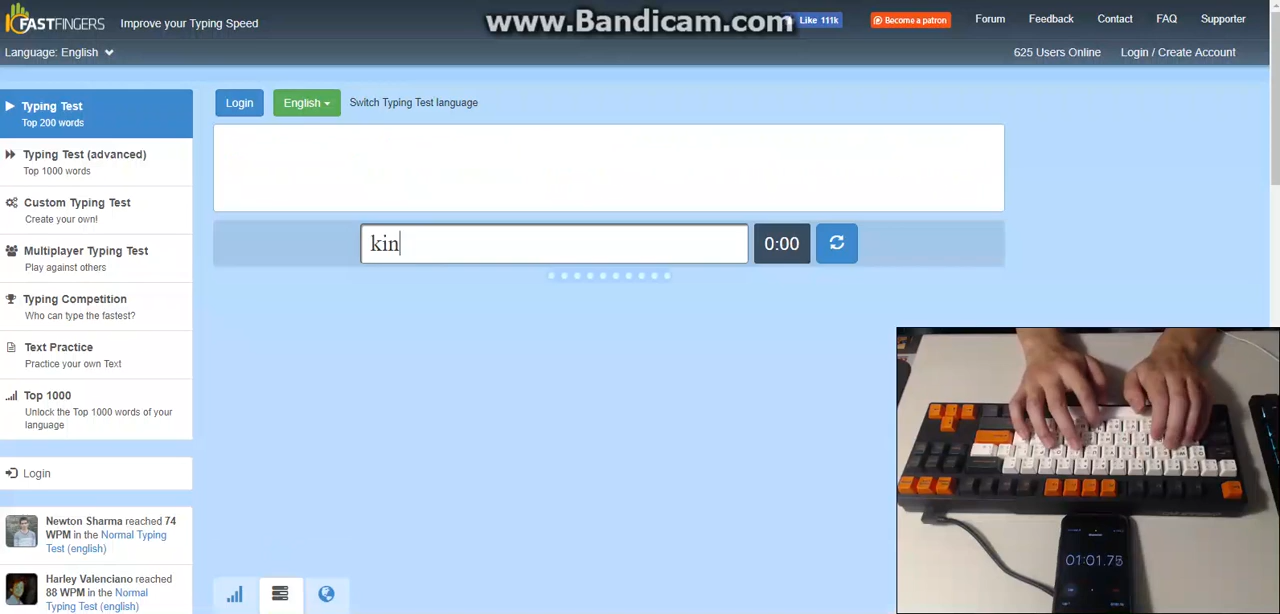 10FASTFINGERS
Improve your Typing Speed
www.Bandicam.com
Like 111k
Become a patron
Forum
Feedback
Contact
FAQ
Supporter
Language: English
625 Users Online
Login / Create Account
Typing Test
Top 200 words
Typing Test (advanced)
Top 1000 words
Custom Typing Test
Create your own!
Multiplayer Typing Test
Play against others
Typing Competition
Who can type the fastest?
Text Practice
Practice your own Text
Top 1000
Unlock the Top 1000 words of your
language
Login
Newton Sharma reached 74
WPM in the Normal Typing
Test (english)
Harley Valenciano reached
88 WPM in the Normal
Typing Test (english)
Login
English
Switch Typing Test language
kin
0:00
01:01.75